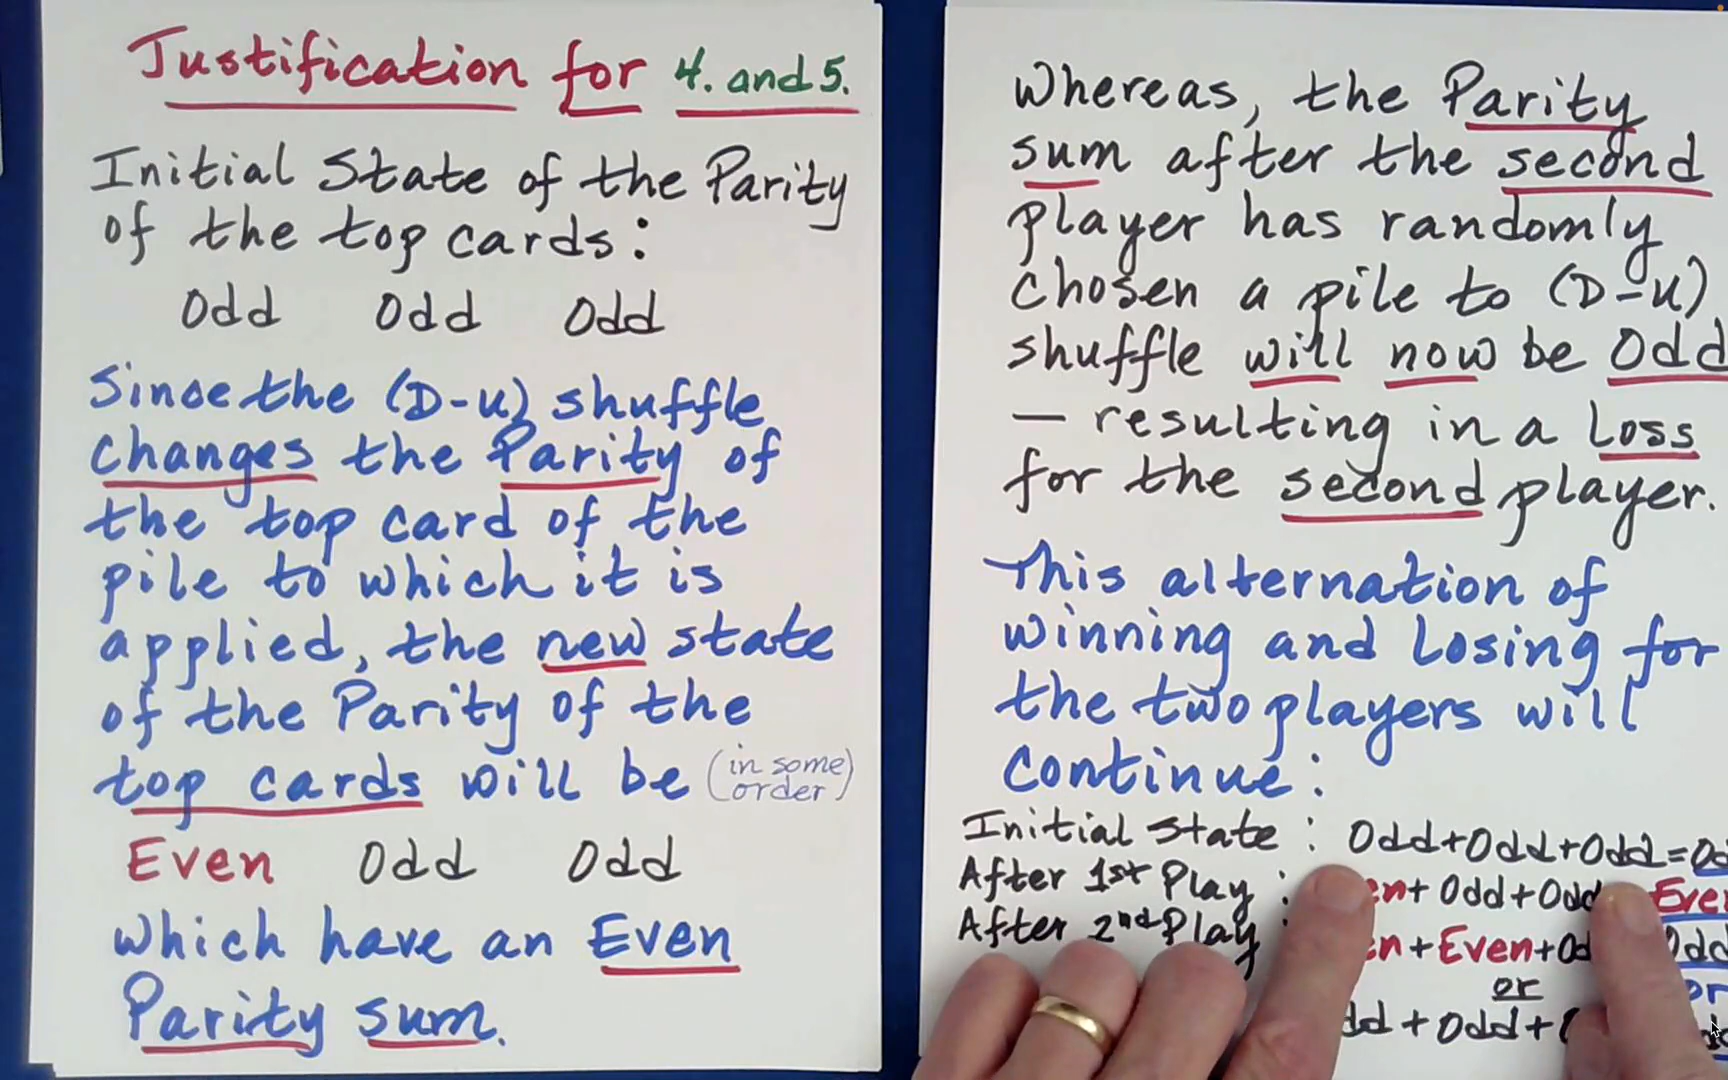 Justification for 4. and 5.
Initial State of the Parity
of the top cards:
Odd Odd Odd
Since the (D-U) shuffle
changes the Parity of
the top card of the
pile to which it is
applied, the new state
of the Parity of the
top cards will be (in some order)
Even Odd Odd
which have an Even
Parity sum.
Whereas, the Parity
sum after the second
player has randomly
chosen a pile to (D-U)
shuffle will now be Odd
— resulting in a Loss
for the second player.
This alternation of
winning and Losing for
the two players will
continue:
Initial State: Odd+Odd+Odd=
After 1st Play: + Odd+Odd
After 2nd Play: +Even+
or or
+ Odd +